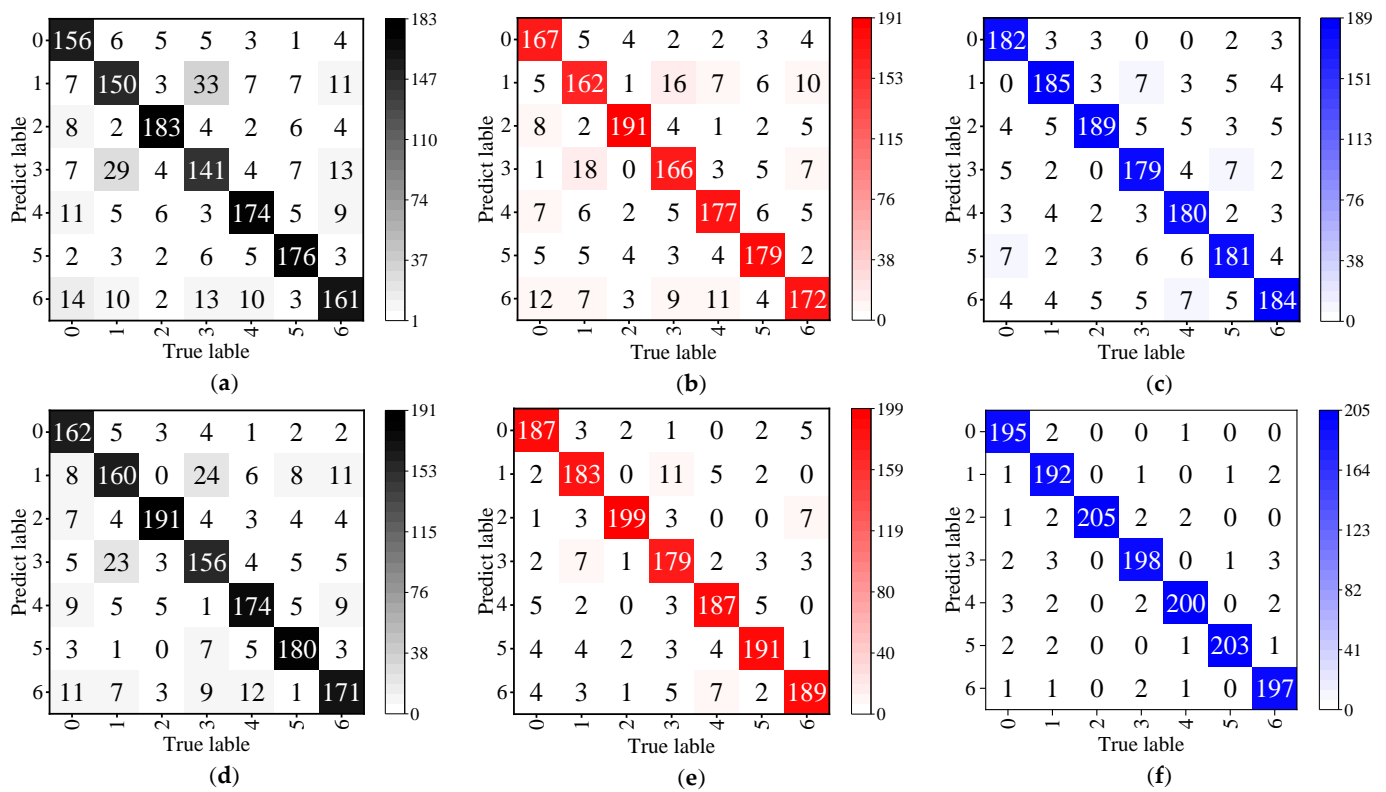 0 156 6 5 5 3 1 4
1 7 150 3 33 7 7 11
2 8 2 183 4 2 6 4
3 7 29 4 141 4 7 13
4 11 5 6 3 174 5 9
5 2 3 2 6 5 176 3
6 14 10 2 13 10 3 161
0 1 2 3 4 5 6
Predict lable
True lable
183
147
110
74
37
1
(a)
0 167 5 4 2 2 3 4
1 5 162 1 16 7 6 10
2 8 2 191 4 1 2 5
3 1 18 0 166 3 5 7
4 7 6 2 5 177 6 5
5 5 5 4 3 4 179 2
6 12 7 3 9 11 4 172
0 1 2 3 4 5 6
Predict lable
True lable
191
153
115
76
38
0
(b)
0 182 3 3 0 0 2 3
1 0 185 3 7 3 5 4
2 4 5 189 5 5 3 5
3 5 2 0 179 4 7 2
4 3 4 2 3 180 2 3
5 7 2 3 6 6 181 4
6 4 4 5 5 7 5 184
0 1 2 3 4 5 6
Predict lable
True lable
189
151
113
76
38
0
(c)
0 162 5 3 4 1 2 2
1 8 160 0 24 6 8 11
2 7 4 191 4 3 4 4
3 5 23 3 156 4 5 5
4 9 5 5 1 174 5 9
5 3 1 0 7 5 180 3
6 11 7 3 9 12 1 171
0 1 2 3 4 5 6
Predict lable
True lable
191
153
115
76
38
0
(d)
0 187 3 2 1 0 2 5
1 2 183 0 11 5 2 0
2 1 3 199 3 0 0 7
3 2 7 1 179 2 3 3
4 5 2 0 3 187 5 0
5 4 4 2 3 4 191 1
6 4 3 1 5 7 2 189
0 1 2 3 4 5 6
Predict lable
True lable
199
159
119
80
40
0
(e)
0 195 2 0 0 1 0 0
1 1 192 0 1 0 1 2
2 1 2 205 2 2 0 0
3 2 3 0 198 0 1 3
4 3 2 0 2 200 0 2
5 2 2 0 0 1 203 1
6 1 1 0 2 1 0 197
0 1 2 3 4 5 6
Predict lable
True lable
205
164
123
82
41
0
(f)